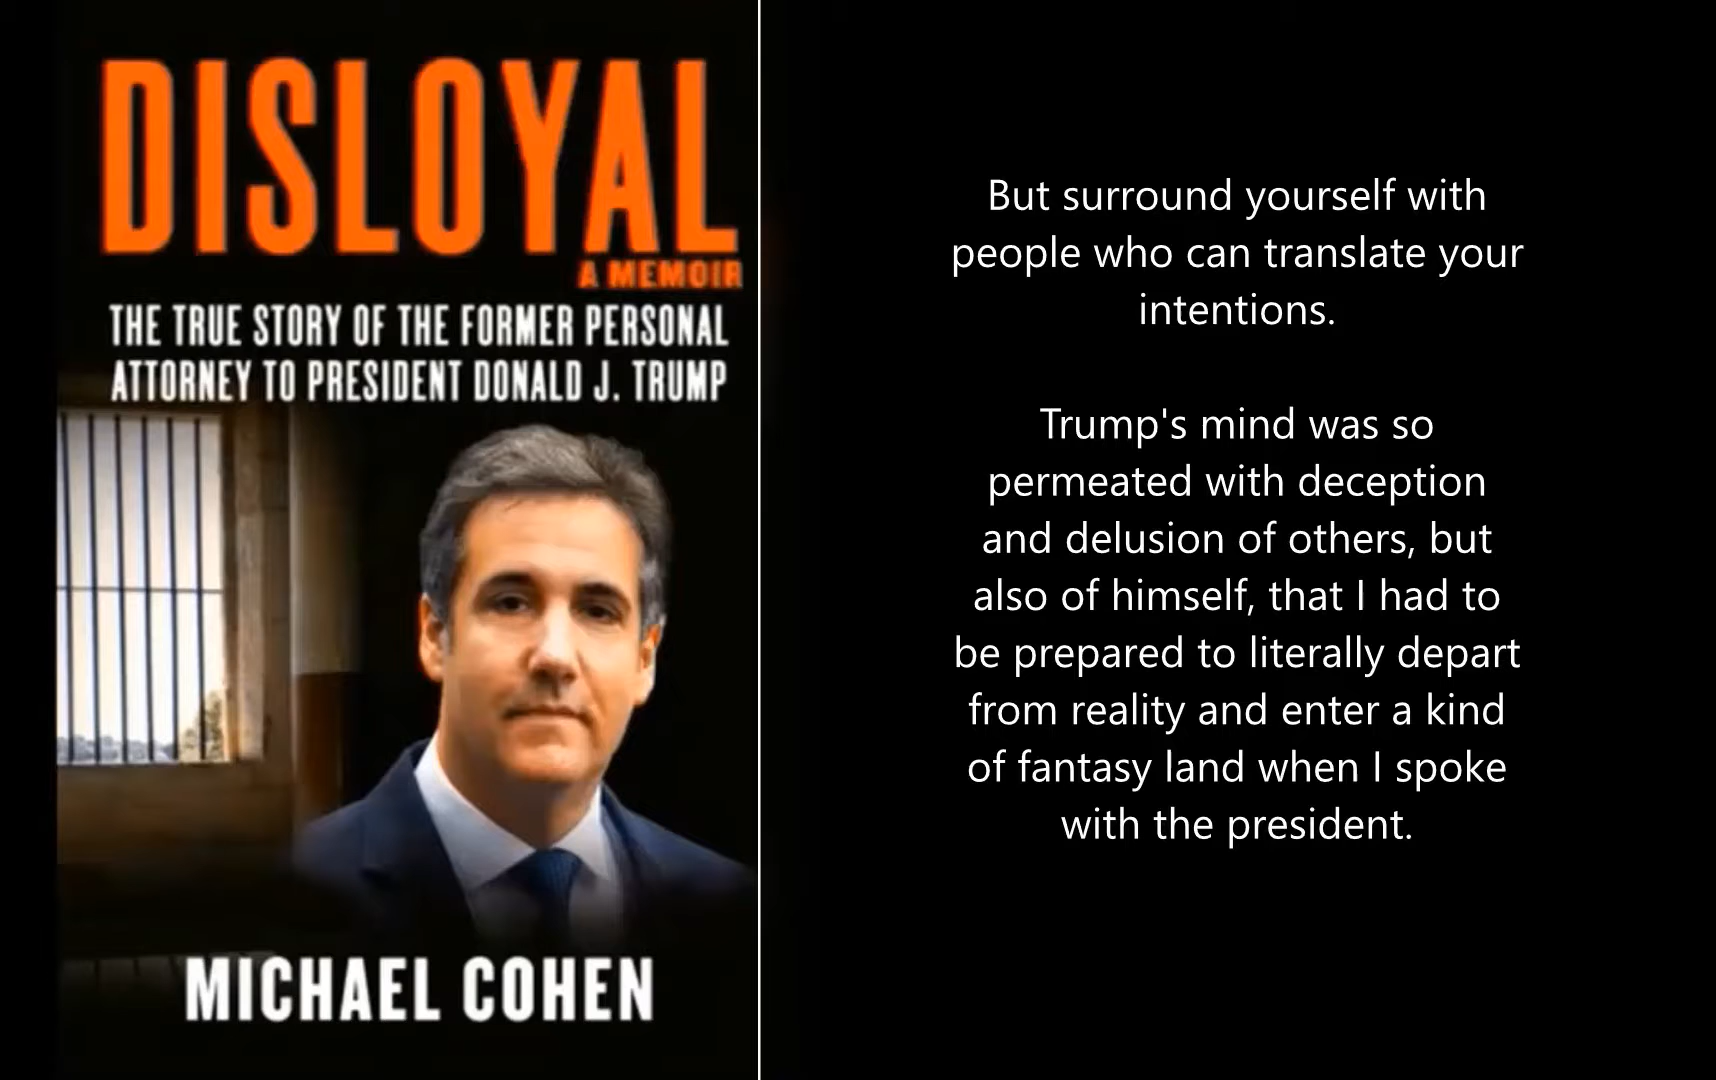 DISLOYAL
A MEMOIR
THE TRUE STORY OF THE FORMER PERSONAL
ATTORNEY TO PRESIDENT DONALD J. TRUMP
MICHAEL COHEN
But surround yourself with
people who can translate your
intentions.
Trump's mind was so
permeated with deception
and delusion of others, but
also of himself, that I had to
be prepared to literally depart
from reality and enter a kind
of fantasy land when I spoke
with the president.